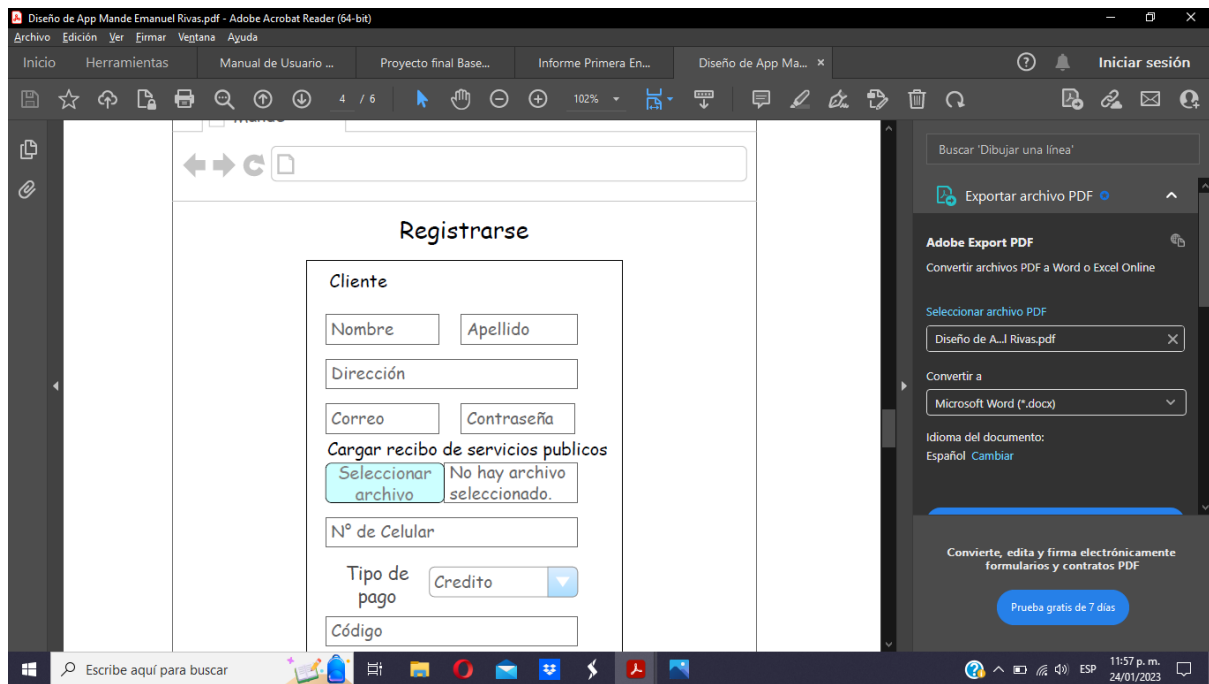 Diseño de App Mande Emanuel Rivas.pdf - Adobe Acrobat Reader (64-bit)
Archivo Edición Ver Firmar Ventana Ayuda
Inicio Herramientas Manual de Usuario ... Proyecto final Base... Informe Primera En... Diseño de App Ma... × Iniciar sesión
4 / 6 102%
Mande
Registrarse
Cliente
Nombre Apellido
Dirección
Correo Contraseña
Cargar recibo de servicios publicos
Seleccionar archivo
No hay archivo seleccionado.
N° de Celular
Tipo de pago
Credito
Código
Buscar 'Dibujar una línea'
Exportar archivo PDF
Adobe Export PDF
Convertir archivos PDF a Word o Excel Online
Seleccionar archivo PDF
Diseño de A...l Rivas.pdf
Convertir a
Microsoft Word (*.docx)
Idioma del documento:
Español Cambiar
Convierte, edita y firma electrónicamente
formularios y contratos PDF
Prueba gratis de 7 días
Escribe aquí para buscar
ESP
11:57 p. m.
24/01/2023